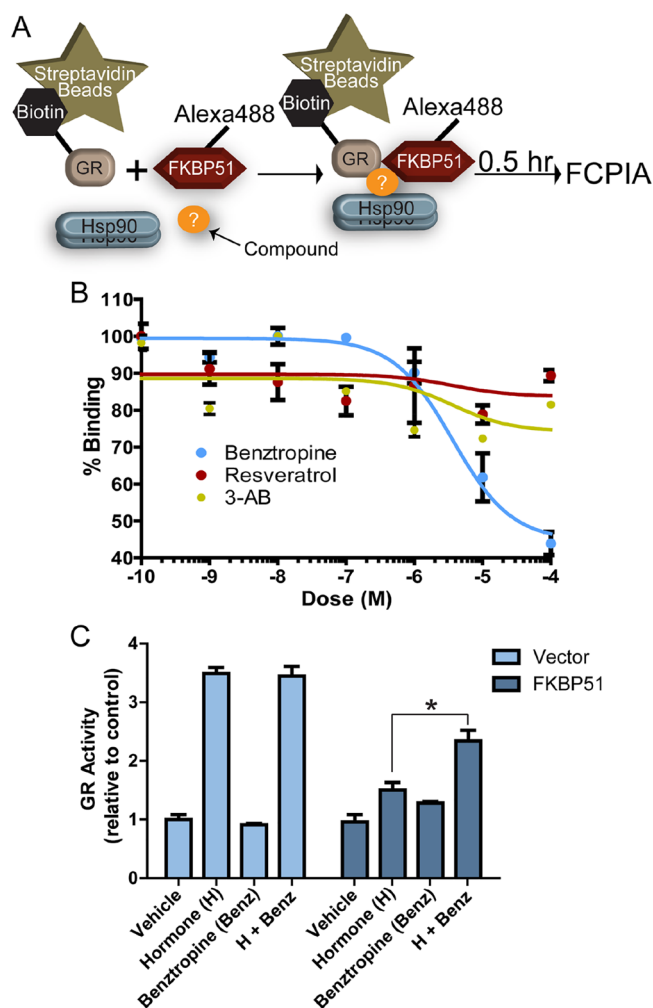 A
Streptavidin
Beads
Biotin
Alexa488
GR
+
FKBP51
Hsp90
Hsp90
?
Compound
Streptavidin
Beads
Biotin
Alexa488
GR
FKBP51
?
Hsp90
Hsp90
0.5 hr
FCPIA
B
110
100
90
80
70
60
50
40
% Binding
Benztropine
Resveratrol
3-AB
-10 -9 -8 -7 -6 -5 -4
Dose (M)
C
4
3
2
1
0
GR Activity
(relative to control)
Vector
FKBP51
*
Vehicle
Hormone (H)
Benztropine (Benz)
H + Benz
Vehicle
Hormone (H)
Benztropine (Benz)
H + Benz